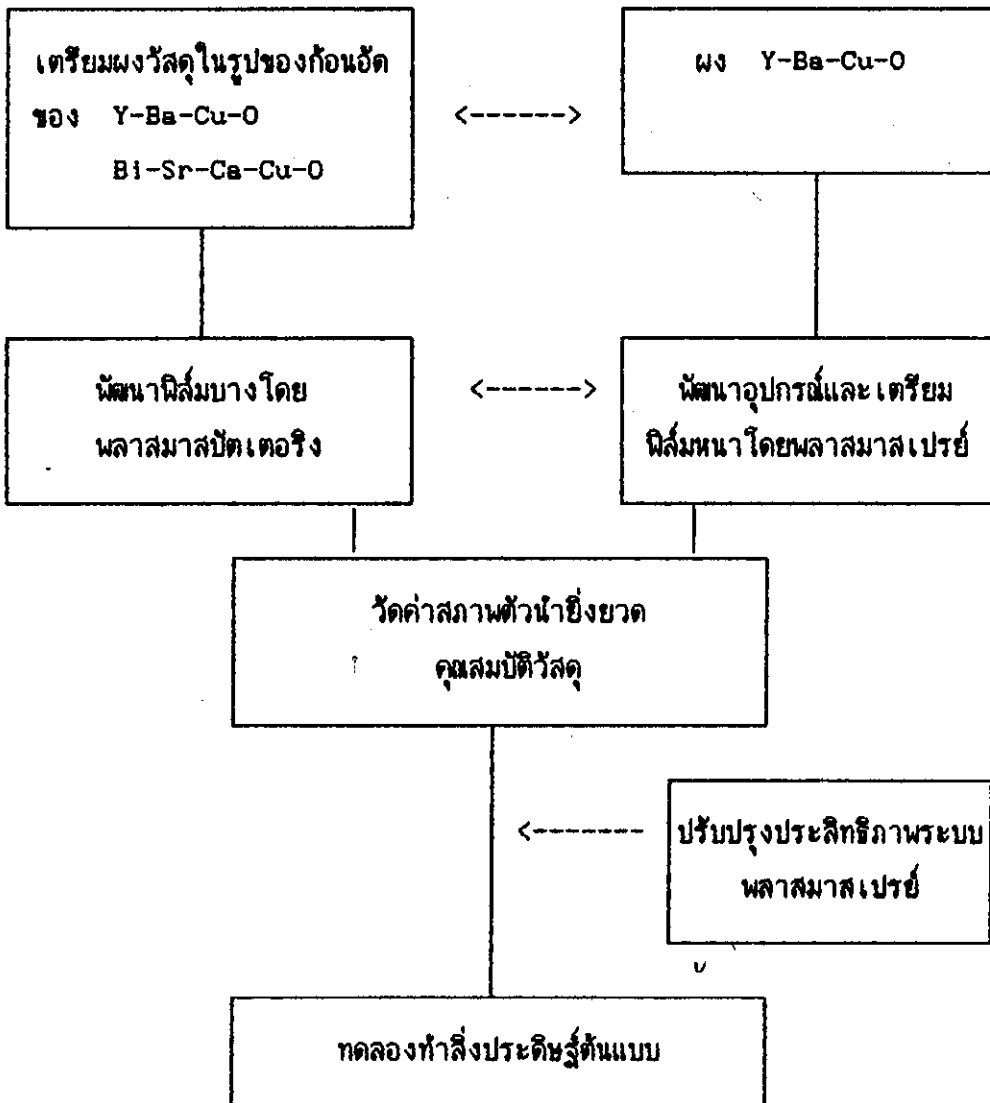 เตรียมผงวัสดุในรูปของก้อนอัด
ของ Y-Ba-Cu-O
Bi-Sr-Ca-Cu-O
<------>
ผง Y-Ba-Cu-O
พัฒนาฟิล์มบางโดย
พลาสมาสปัตเตอริง
<------>
พัฒนาอุปกรณ์และเตรียม
ฟิล์มหนาโดยพลาสมาสเปรย์
วัดค่าสภาพตัวนำยิ่งยวด
คุณสมบัติวัสดุ
<-------
ปรับปรุงประสิทธิภาพระบบ
พลาสมาสเปรย์
ทดลองทำสิ่งประดิษฐ์ต้นแบบ